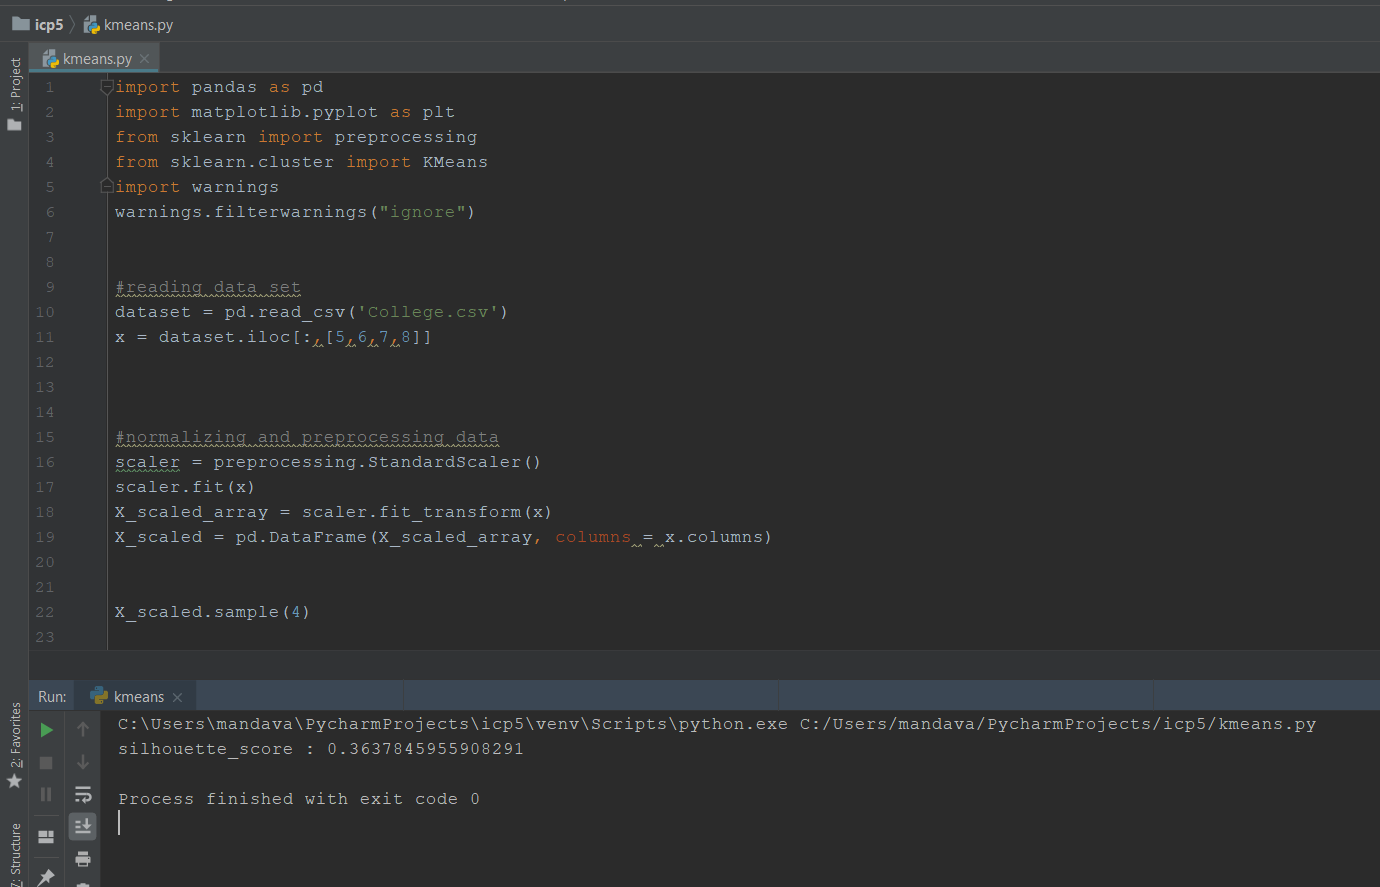 icp5 kmeans.py
kmeans.py
1: Project
1 import pandas as pd
2 import matplotlib.pyplot as plt
3 from sklearn import preprocessing
4 from sklearn.cluster import KMeans
5 import warnings
6 warnings.filterwarnings("ignore")
7
8
9 #reading data set
10 dataset = pd.read_csv('College.csv')
11 x = dataset.iloc[:,[5,6,7,8]]
12
13
14
15 #normalizing and preprocessing data
16 scaler = preprocessing.StandardScaler()
17 scaler.fit(x)
18 X_scaled_array = scaler.fit_transform(x)
19 X_scaled = pd.DataFrame(X_scaled_array, columns = x.columns)
20
21
22 X_scaled.sample(4)
23
Run: kmeans
C:\Users\mandava\PycharmProjects\icp5\venv\Scripts\python.exe C:/Users/mandava/PycharmProjects/icp5/kmeans.py
silhouette_score : 0.3637845955908291
Process finished with exit code 0
2: Favorites
7: Structure